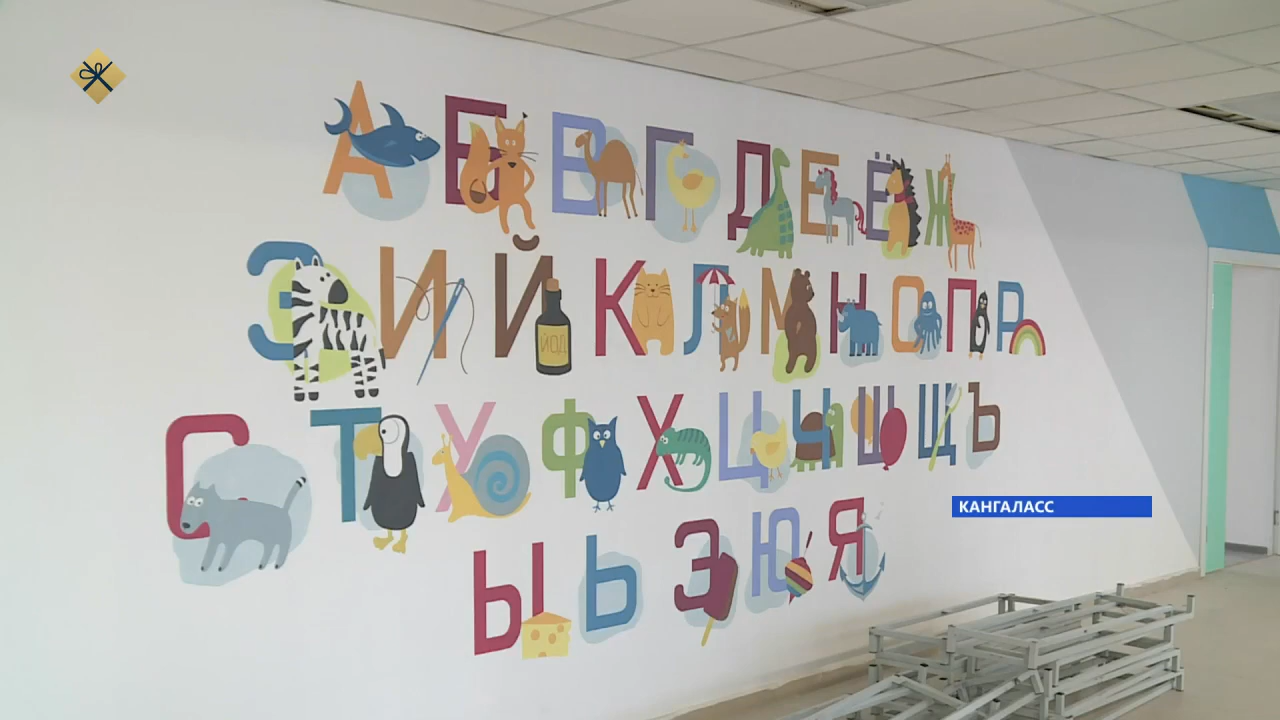 А Б В Г Д Е Ё Ж
З И Й К Л М Н О П Р
ЙОД
С Т У Ф Х Ц Ч Ш Щ Ъ
КАНГАЛАСС
Ы Ь Э Ю Я